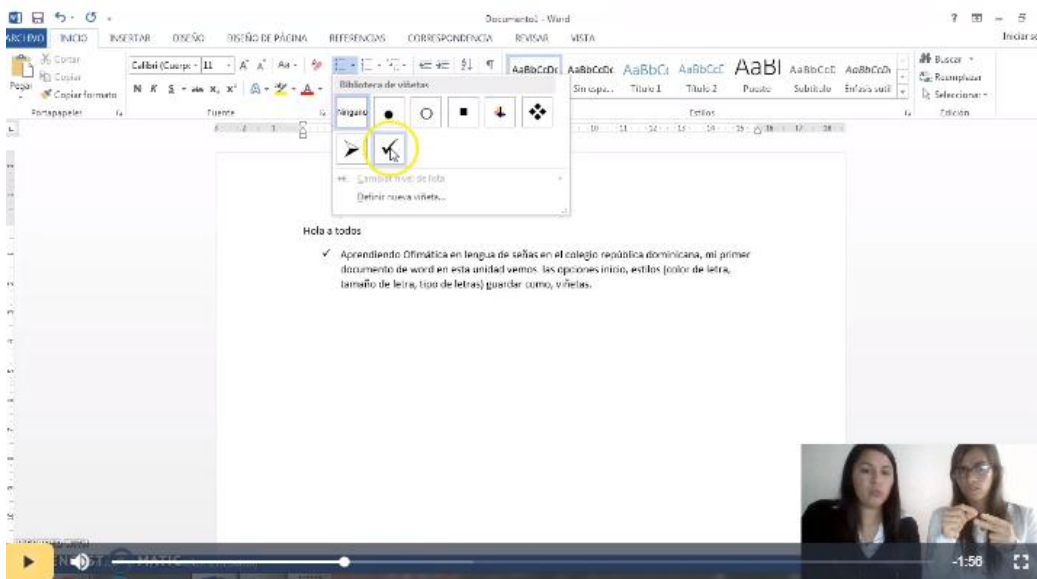 Documento1 - Word
ARCHIVO INICIO INSERTAR DISEÑO DISEÑO DE PÁGINA REFERENCIAS CORRESPONDENCIA REVISAR VISTA
Iniciar
Cortar
Copiar
Copiar formato
Pegar
Portapapeles
Calibri (Cuerpo 11
N K S abc x, x²
Fuente
AaBbCcDc AaBbCcDc AaBbCc AaBbCcC AaBl AaBbCcC AaBbCcDc
Sin espa... Título 1 Título 2 Puesto Subtítulo Énfasis sutil
Estilos
Buscar
Reemplazar
Seleccionar
Edición
Biblioteca de viñetas
Ninguno
Cambiar nivel de lista
Definir nueva viñeta...
Hola a todos
✓ Aprendiendo Ofimática en lengua de señas en el colegio república dominicana, mi primer
documento de word en esta unidad vemos las opciones inicio, estilos (color de letra,
tamaño de letra, tipo de letras) guardar como, viñetas.
-1:56